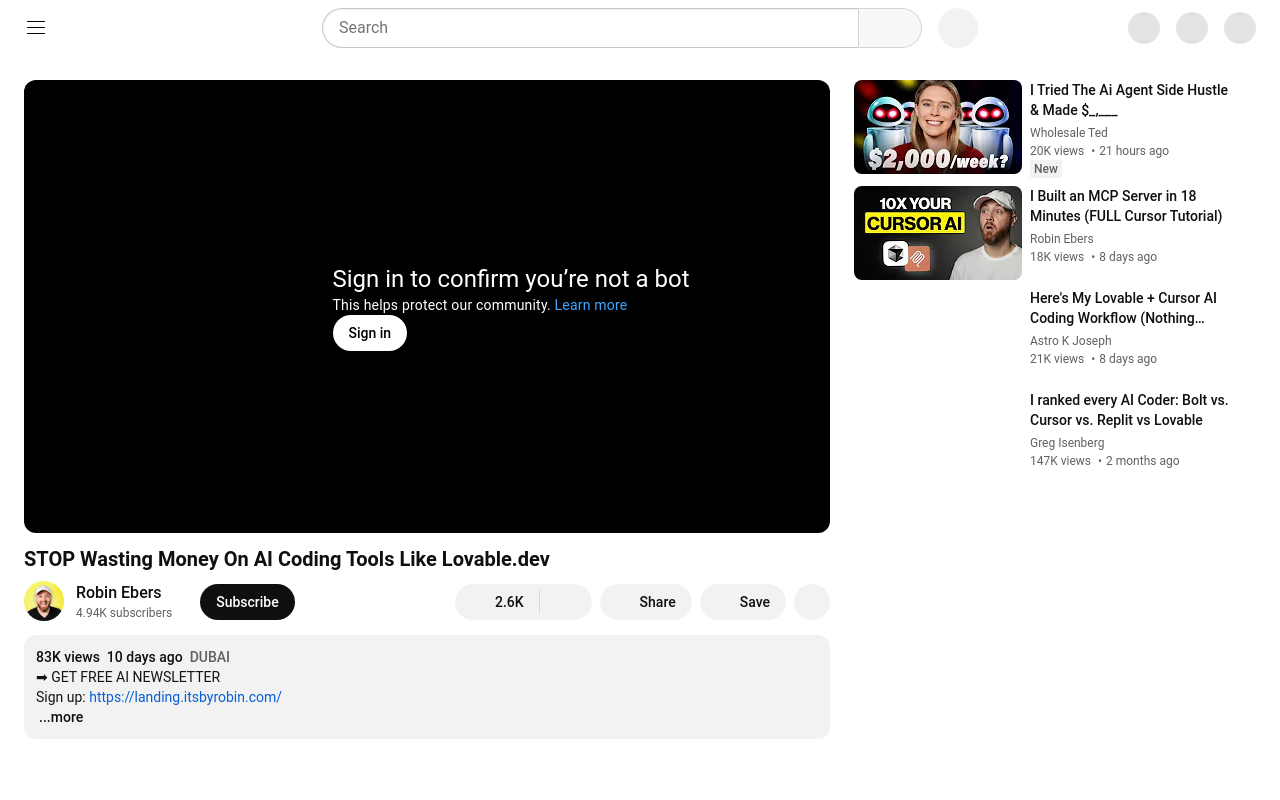 Search
Sign in to confirm you’re not a bot
This helps protect our community. Learn more
Sign in
STOP Wasting Money On AI Coding Tools Like Lovable.dev
Robin Ebers
4.94K subscribers
Subscribe
2.6K
Share
Save
83K views 10 days ago DUBAI
➡ GET FREE AI NEWSLETTER
Sign up: https://landing.itsbyrobin.com/
...more
$2,000/week?
I Tried The Ai Agent Side Hustle
& Made $_,___
Wholesale Ted
20K views • 21 hours ago
New
10X YOUR
CURSOR AI
I Built an MCP Server in 18
Minutes (FULL Cursor Tutorial)
Robin Ebers
18K views • 8 days ago
Here's My Lovable + Cursor AI
Coding Workflow (Nothing…
Astro K Joseph
21K views • 8 days ago
I ranked every AI Coder: Bolt vs.
Cursor vs. Replit vs Lovable
Greg Isenberg
147K views • 2 months ago